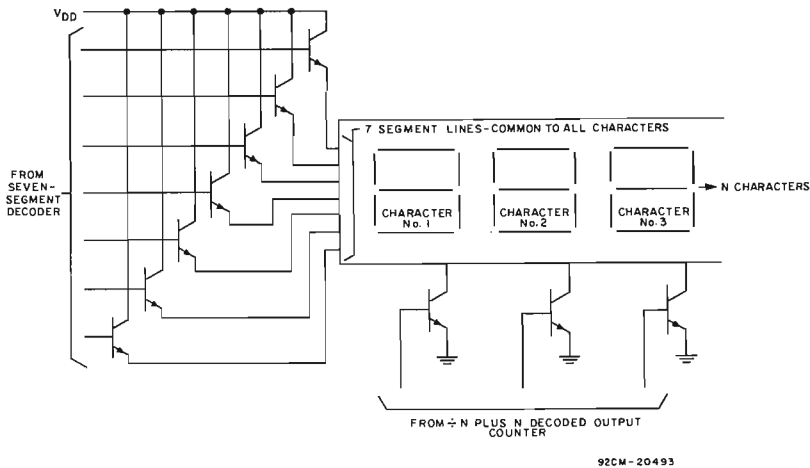 VDD
7 SEGMENT LINES-COMMON TO ALL CHARACTERS
FROM
SEVEN-
SEGMENT
DECODER
N CHARACTERS
CHARACTER
No. 1
CHARACTER
No. 2
CHARACTER
No. 3
FROM ÷ N PLUS N DECODED OUTPUT
COUNTER
92CM-20493